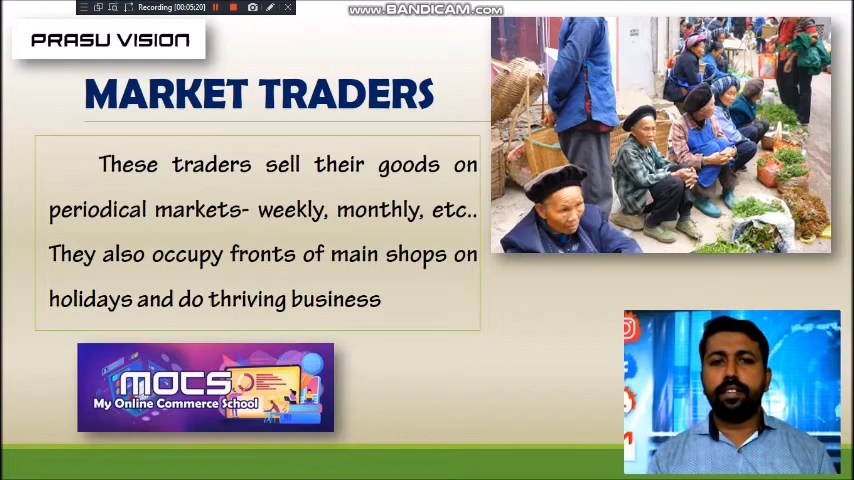 Recording [00:05:20]
www.BANDICAM.com
PRASU VISION
MARKET TRADERS
These traders sell their goods on
periodical markets- weekly, monthly, etc..
They also occupy fronts of main shops on
holidays and do thriving business
MOCS
My Online Commerce School